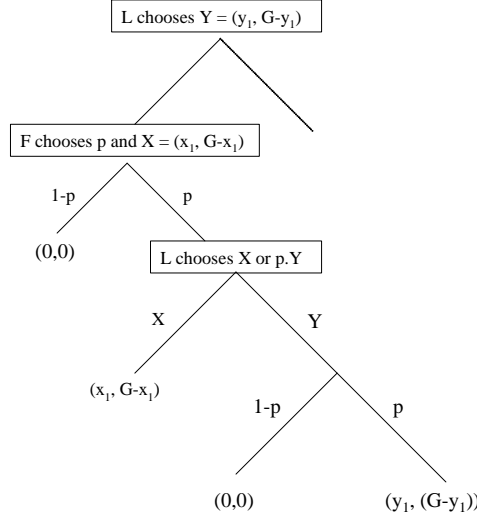 L chooses Y = (y₁, G-y₁)
F chooses p and X = (x₁, G-x₁)
1-p
p
(0,0)
L chooses X or p.Y
X
Y
(x₁, G-x₁)
1-p
p
(0,0)
(y₁, (G-y₁))